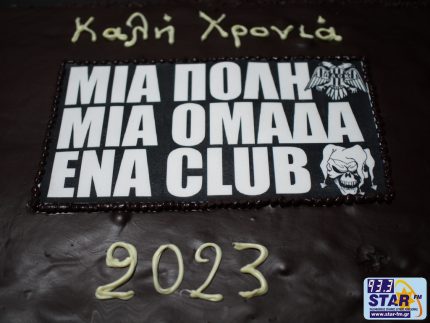 Καλή Χρονιά
ΜΙΑ ΠΟΛΗ
ΜΙΑ ΟΜΑΔΑ
ΕΝΑ CLUB
2023
93.3
STAR FM
www.star-fm.gr